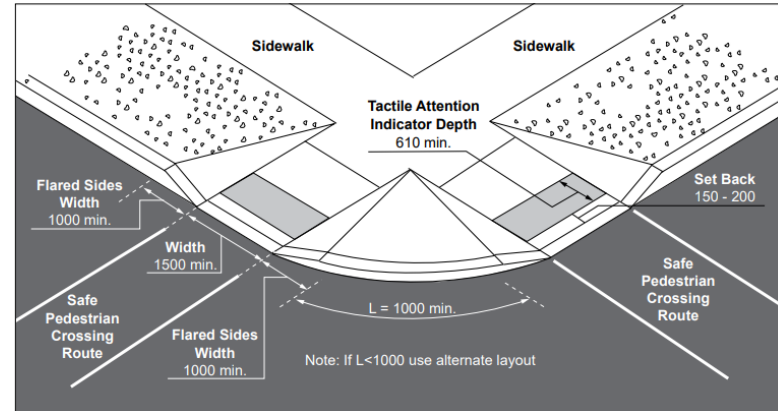 Sidewalk
Sidewalk
Tactile Attention
Indicator Depth
610 min.
Flared Sides
Width
1000 min.
Set Back
150 - 200
Width
1500 min.
Safe
Pedestrian
Crossing
Route
Flared Sides
Width
1000 min.
L = 1000 min.
Safe
Pedestrian
Crossing
Route
Note: If L<1000 use alternate layout